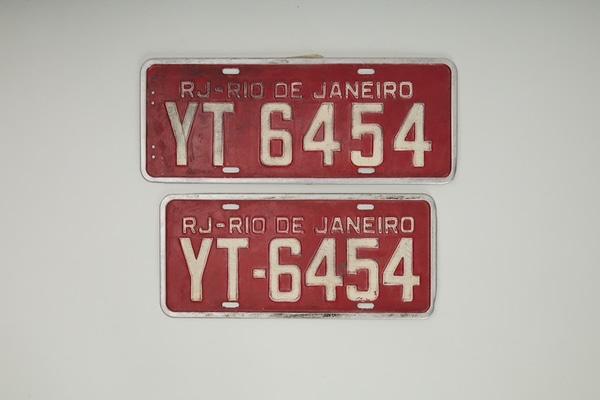 RJ-RIO DE JANEIRO
YT 6454
RJ-RIO DE JANEIRO
YT-6454